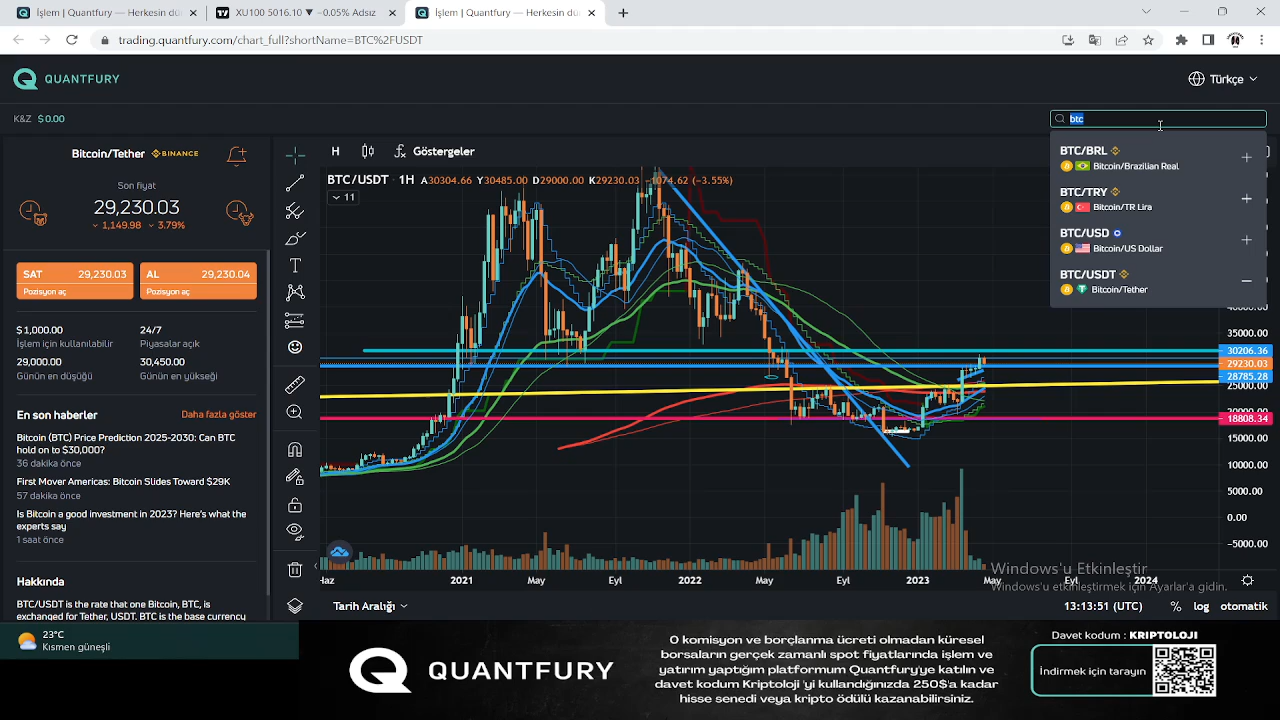 İşlem | Quantfury — Herkesin dü
XU100 5016.10 ▼ −0.05% Adsız
İşlem | Quantfury — Herkesin dü
trading.quantfury.com/chart_full?shortName=BTC%2FUSDT
QUANTFURY
Türkçe
K&Z $0.00
btc
BTC/BRL
Bitcoin/Brazilian Real
BTC/TRY
Bitcoin/TR Lira
BTC/USD
Bitcoin/US Dollar
BTC/USDT
Bitcoin/Tether
Bitcoin/Tether BINANCE
Son fiyat
29,230.03
1,149.98 3.79%
SAT 29,230.03
Pozisyon aç
AL 29,230.04
Pozisyon aç
$ 1,000.00
İşlem için kullanılabilir
24/7
Piyasalar açık
29,000.00
Günün en düşüğü
30,450.00
Günün en yükseği
En son haberler Daha fazla göster
Bitcoin (BTC) Price Prediction 2025-2030: Can BTC
hold on to $30,000?
36 dakika önce
First Mover Americas: Bitcoin Slides Toward $29K
57 dakika önce
Is Bitcoin a good investment in 2023? Here's what the
experts say
1 saat önce
Hakkında
BTC/USDT is the rate that one Bitcoin, BTC, is
exchanged for Tether, USDT. BTC is the base currency
H Göstergeler
BTC/USDT 1H A30304.66 Y30485.00 D29000.00 K29230.03 −1074.62 (−3.55%)
11
35000.00
30206.36
29230.03
28785.28
25000.00
18808.34
15000.00
10000.00
5000.00
0.00
−5000.00
Haz 2021 May Eyl 2022 May Eyl 2023 May Eyl 2024
Windows'u Etkinleştir
Windows'u etkinleştirmek için Ayarlar'a gidin.
Tarih Aralığı 13:13:51 (UTC) % log otomatik
23°C
Kısmen güneşli
QUANTFURY
0 komisyon ve borçlanma ücreti olmadan küresel
borsaların gerçek zamanlı spot fiyatlarında işlem ve
yatırım yaptığım platformum Quantfury'ye katılın ve
davet kodum Kriptoloji 'yi kullandığınızda 250$'a kadar
hisse senedi veya kripto ödülü kazanabilirsiniz.
Davet kodum : KRIPTOLOJI
İndirmek için tarayın